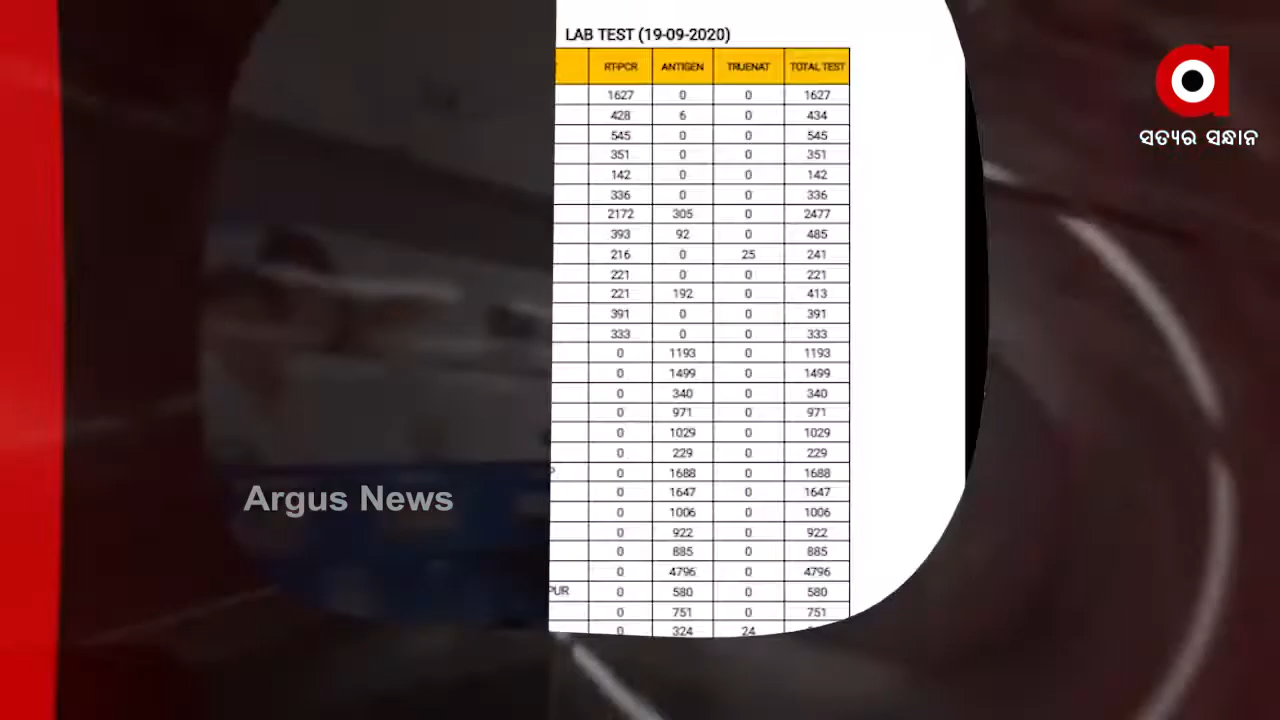 LAB TEST (19-09-2020)
RT-PCR ANTIGEN TRUENAT TOTAL TEST
1627 0 0 1627
428 6 0 434
545 0 0 545
351 0 0 351
142 0 0 142
336 0 0 336
2172 305 0 2477
393 92 0 485
216 0 25 241
221 0 0 221
221 192 0 413
391 0 0 391
333 0 0 333
0 1193 0 1193
0 1499 0 1499
0 340 0 340
0 971 0 971
0 1029 0 1029
0 229 0 229
0 1688 0 1688
0 1647 0 1647
0 1006 0 1006
0 922 0 922
0 885 0 885
0 4796 0 4796
PUR 0 580 0 580
0 751 0 751
0 324 24
ସତ୍ୟର ସନ୍ଧାନ
Argus News